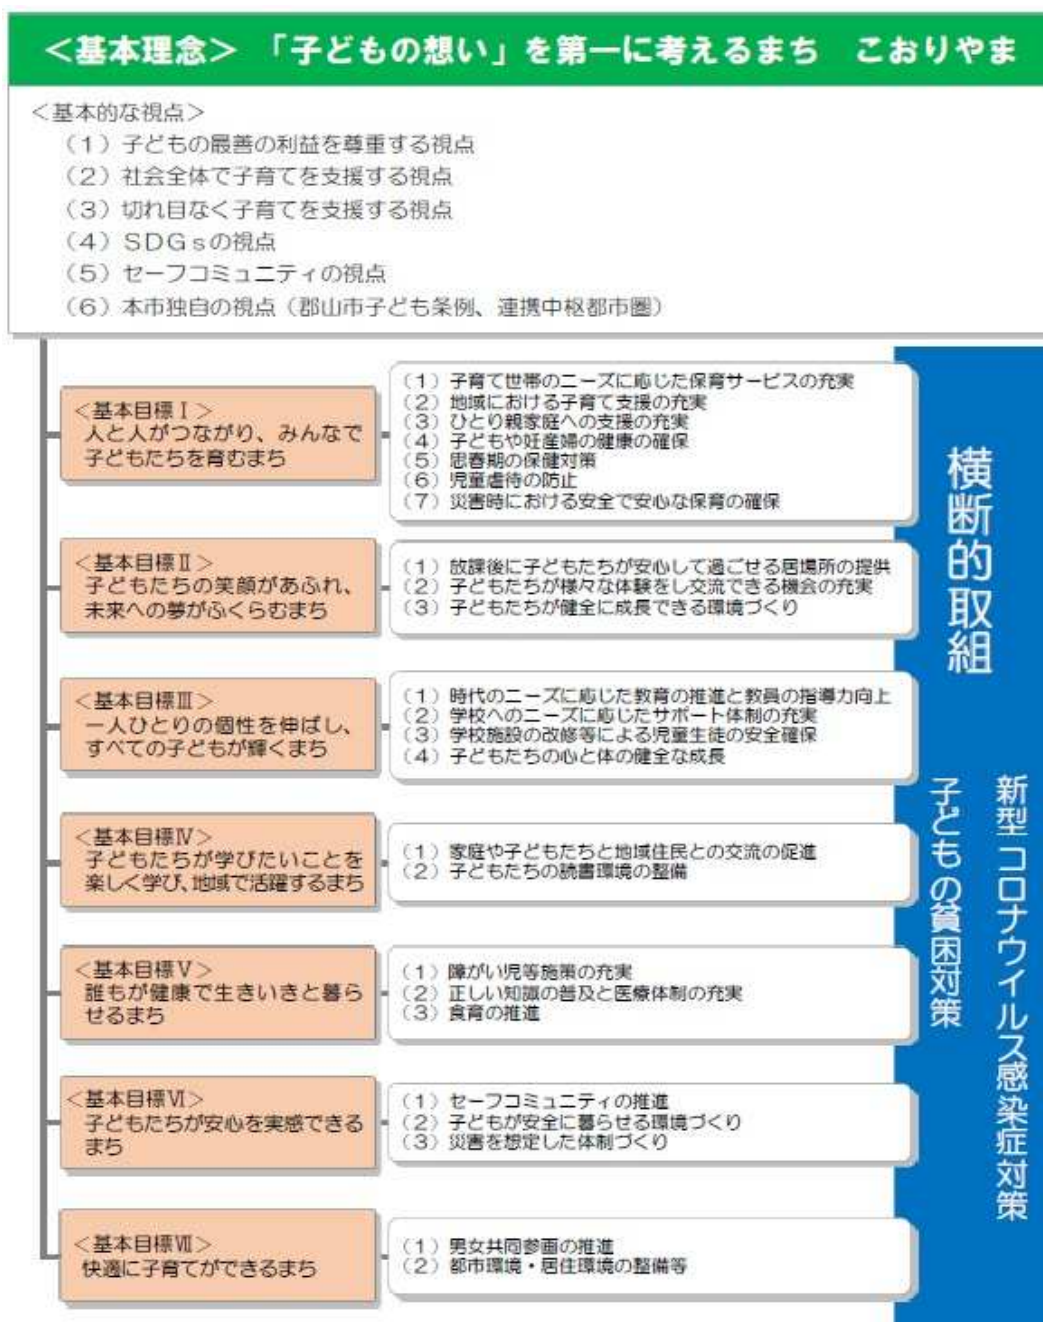 ＜基本理念＞ 「子どもの想い」を第一に考えるまち こおりやま
＜基本的な視点＞
（１）子どもの最善の利益を尊重する視点
（２）社会全体で子育てを支援する視点
（３）切れ目なく子育てを支援する視点
（４）ＳＤＧｓの視点
（５）セーフコミュニティの視点
（６）本市独自の視点（郡山市子ども条例、連携中枢都市圏）
＜基本目標Ⅰ＞
人と人がつながり、みんなで
子どもたちを育むまち
（１）子育て世帯のニーズに応じた保育サービスの充実
（２）地域における子育て支援の充実
（３）ひとり親家庭への支援の充実
（４）子どもや妊産婦の健康の確保
（５）思春期の保健対策
（６）児童虐待の防止
（７）災害時における安全で安心な保育の確保
＜基本目標Ⅱ＞
子どもたちの笑顔があふれ、
未来への夢がふくらむまち
（１）放課後に子どもたちが安心して過ごせる居場所の提供
（２）子どもたちが様々な体験をし交流できる機会の充実
（３）子どもたちが健全に成長できる環境づくり
＜基本目標Ⅲ＞
一人ひとりの個性を伸ばし、
すべての子どもが輝くまち
（１）時代のニーズに応じた教育の推進と教員の指導力向上
（２）学校へのニーズに応じたサポート体制の充実
（３）学校施設の改修等による児童生徒の安全確保
（４）子どもたちの心と体の健全な成長
＜基本目標Ⅳ＞
子どもたちが学びたいことを
楽しく学び、地域で活躍するまち
（１）家庭や子どもたちと地域住民との交流の促進
（２）子どもたちの読書環境の整備
＜基本目標Ⅴ＞
誰もが健康で生きいきと暮ら
せるまち
（１）障がい児等施策の充実
（２）正しい知識の普及と医療体制の充実
（３）食育の推進
＜基本目標Ⅵ＞
子どもたちが安心を実感できる
まち
（１）セーフコミュニティの推進
（２）子どもが安全に暮らせる環境づくり
（３）災害を想定した体制づくり
＜基本目標Ⅶ＞
快適に子育てができるまち
（１）男女共同参画の推進
（２）都市環境・居住環境の整備等
横断的取組
新型コロナウイルス感染症対策
子どもの貧困対策